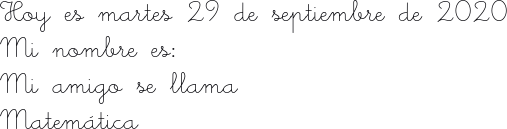 Hoy es martes 29 de septiembre de 2020
Mi nombre es:
Mi amigo se llama
Matemática